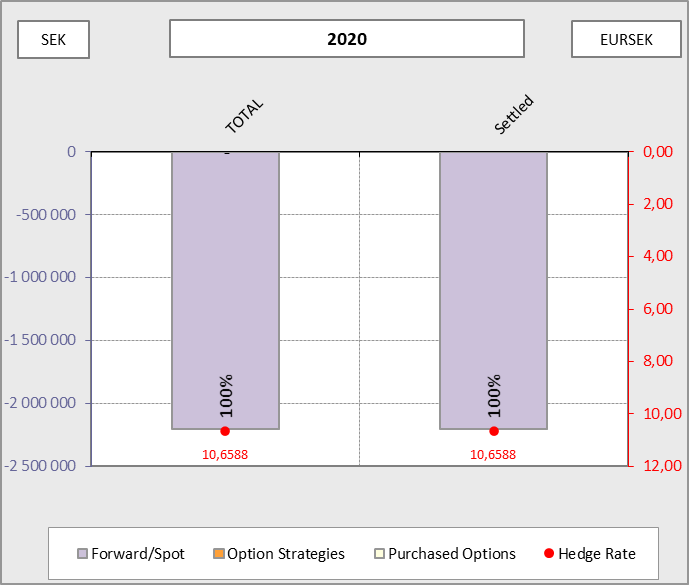 SEK
2020
EURSEK
TOTAL
Settled
0
-500 000
-1 000 000
-1 500 000
-2 000 000
-2 500 000
0,00
2,00
4,00
6,00
8,00
10,00
12,00
100%
100%
10,6588
10,6588
Forward/Spot
Option Strategies
Purchased Options
Hedge Rate